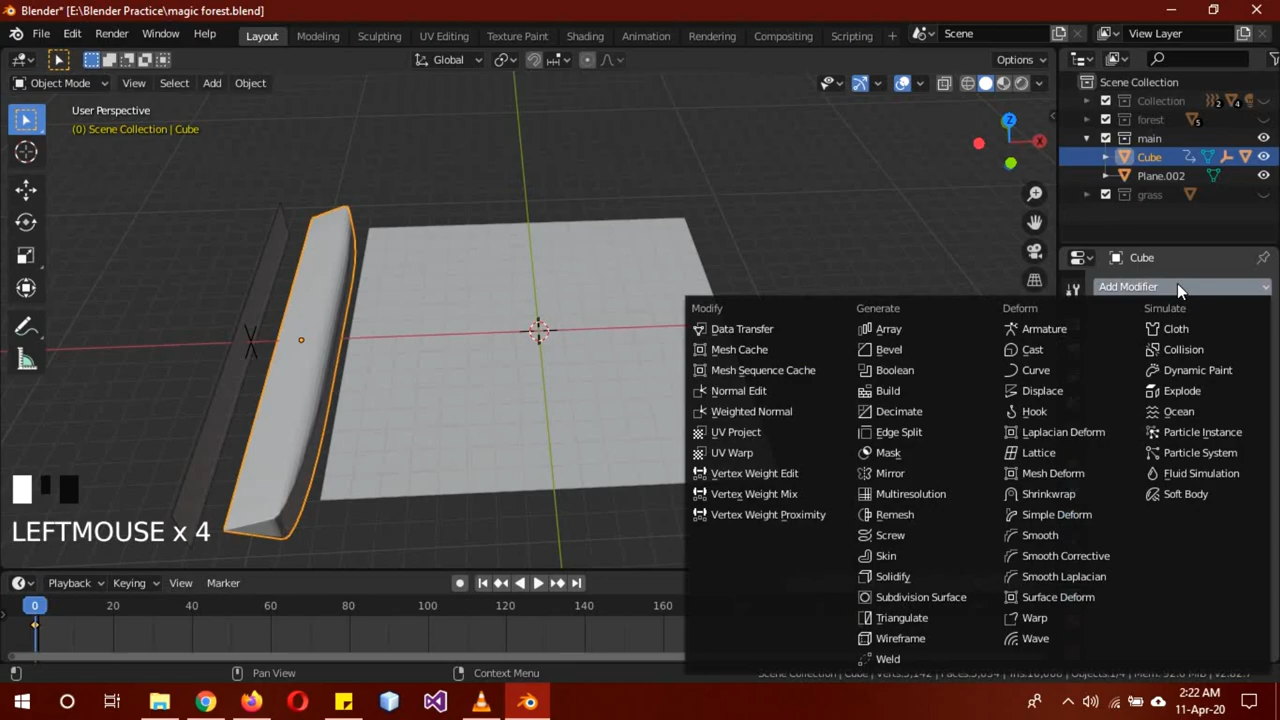 Blender* [E:\Blender Practice\magic forest.blend]
File Edit Render Window Help Layout Modeling Sculpting UV Editing Texture Paint Shading Animation Rendering Compositing Scripting + Scene View Layer
Global Options
Object Mode View Select Add Object
User Perspective
(0) Scene Collection | Cube
Z
X
Scene Collection
Collection 2 4
forest 5
main
Cube
Plane.002
grass
Cube
Add Modifier
Modify Generate Deform Simulate
Data Transfer Array Armature Cloth
Mesh Cache Bevel Cast Collision
Mesh Sequence Cache Boolean Curve Dynamic Paint
Normal Edit Build Displace Explode
Weighted Normal Decimate Hook Ocean
UV Project Edge Split Laplacian Deform Particle Instance
UV Warp Mask Lattice Particle System
Vertex Weight Edit Mirror Mesh Deform Fluid Simulation
Vertex Weight Mix Multiresolution Shrinkwrap Soft Body
Vertex Weight Proximity Remesh Simple Deform
Screw Smooth
Skin Smooth Corrective
Solidify Smooth Laplacian
Subdivision Surface Surface Deform
Triangulate Warp
Wireframe Wave
Weld
LEFTMOUSE x 4
Playback Keying View Marker
0 20 40 60 80 100 120 140 160
Pan View Context Menu
2:22 AM
11-Apr-20